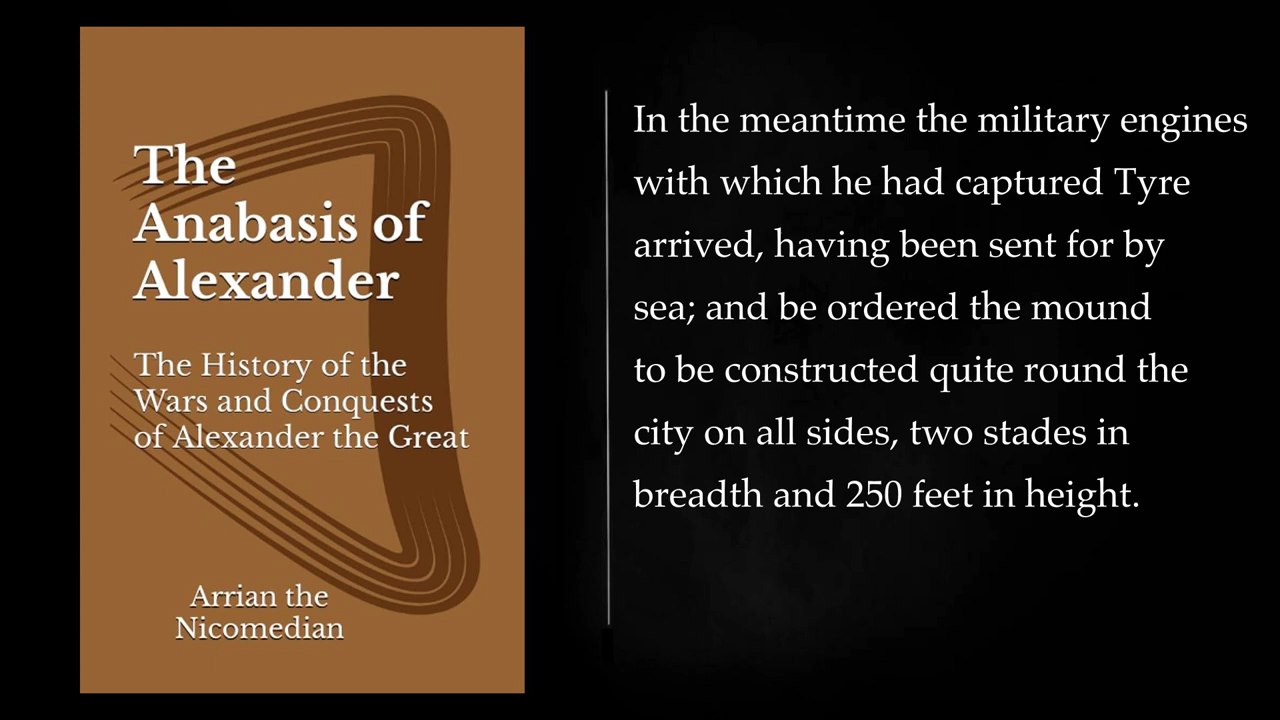 The
Anabasis of
Alexander
The History of the
Wars and Conquests
of Alexander the Great
Arrian the
Nicomedian
In the meantime the military engines
with which he had captured Tyre
arrived, having been sent for by
sea; and be ordered the mound
to be constructed quite round the
city on all sides, two stades in
breadth and 250 feet in height.